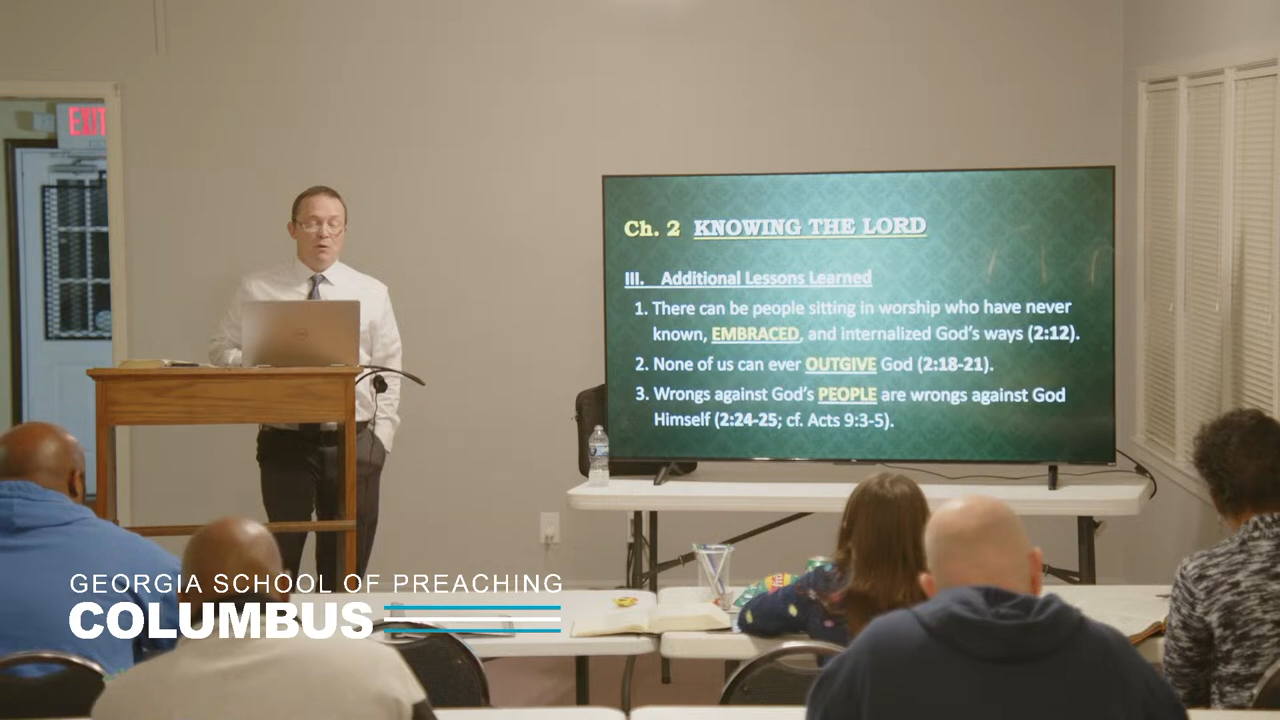 EXIT
Ch. 2 KNOWING THE LORD
III. Additional Lessons Learned
1. There can be people sitting in worship who have never
known, EMBRACED, and internalized God's ways (2:12).
2. None of us can ever OUTGIVE God (2:18-21).
3. Wrongs against God's PEOPLE are wrongs against God
Himself (2:24-25; cf. Acts 9:3-5).
GEORGIA SCHOOL OF PREACHING
COLUMBUS